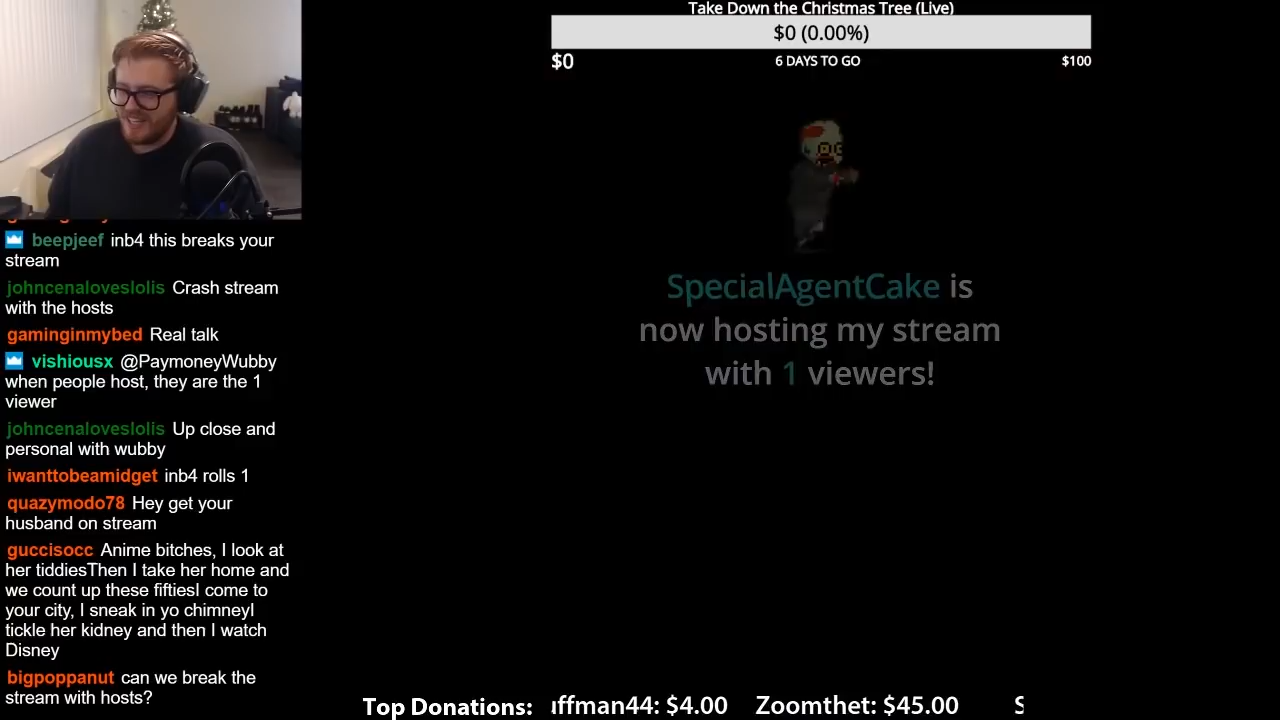 Take Down the Christmas Tree (Live)
$0 (0.00%)
$0
6 DAYS TO GO
$100
SpecialAgentCake is
now hosting my stream
with 1 viewers!
beepjeef inb4 this breaks your
stream
johncenaloveslolis Crash stream
with the hosts
gaminginmybed Real talk
vishiousx @PaymoneyWubby
when people host, they are the 1
viewer
johncenaloveslolis Up close and
personal with wubby
iwanttobeamidget inb4 rolls 1
quazymodo78 Hey get your
husband on stream
guccisocc Anime bitches, I look at
her tiddiesThen I take her home and
we count up these fiftiesI come to
your city, I sneak in yo chimneyI
tickle her kidney and then I watch
Disney
bigpoppanut can we break the
stream with hosts?
Top Donations: uffman44: $4.00 Zoomthet: $45.00